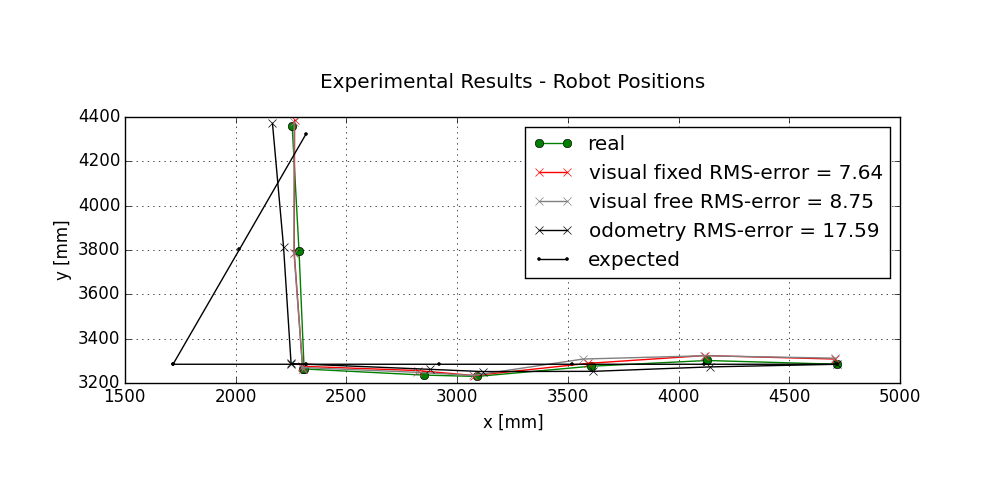 Experimental Results - Robot Positions
4400
4200
4000
3800
3600
3400
3200
y [mm]
real
visual fixed RMS-error = 7.64
visual free RMS-error = 8.75
odometry RMS-error = 17.59
expected
1500 2000 2500 3000 3500 4000 4500 5000
x [mm]